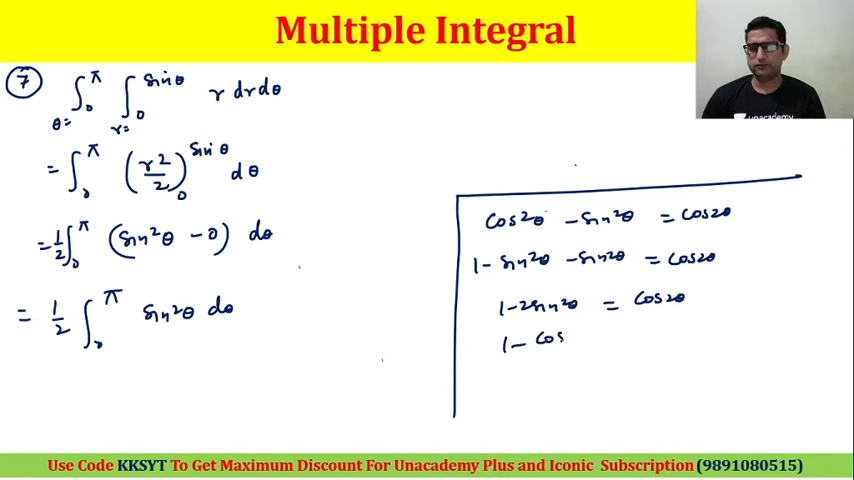 Multiple Integral
7 ∫₀^π ∫₀^sinθ r dr dθ
θ= r=
= ∫₀^π (r²/2)₀^sinθ dθ
= 1/2 ∫₀^π (sin²θ - 0) dθ
= 1/2 ∫₀^π sin²θ dθ
cos²θ - sin²θ = cos2θ
1 - sin²θ - sin²θ = cos2θ
1 - 2sin²θ = cos2θ
1 - cos
unacademy
Use Code KKSYT To Get Maximum Discount For Unacademy Plus and Iconic Subscription (9891080515)